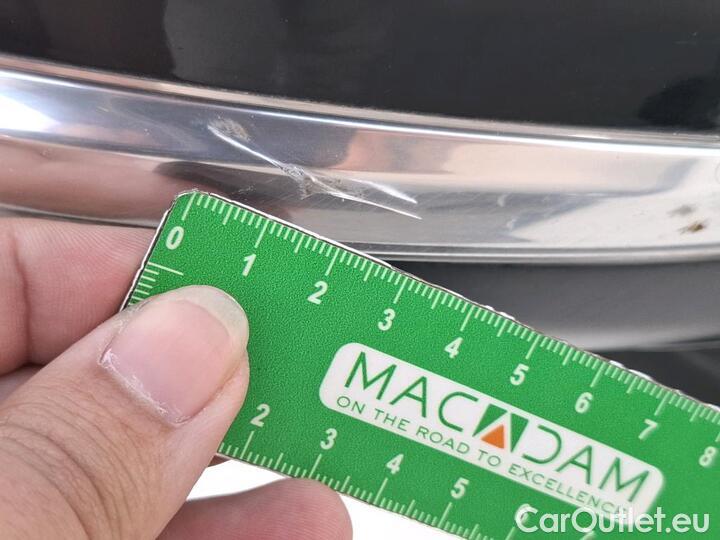 0 1 2 3 4 5 6 7 8
MACADAM
ON THE ROAD TO EXCELLENCE
2 3 4 5 6 7
CarOutlet.eu